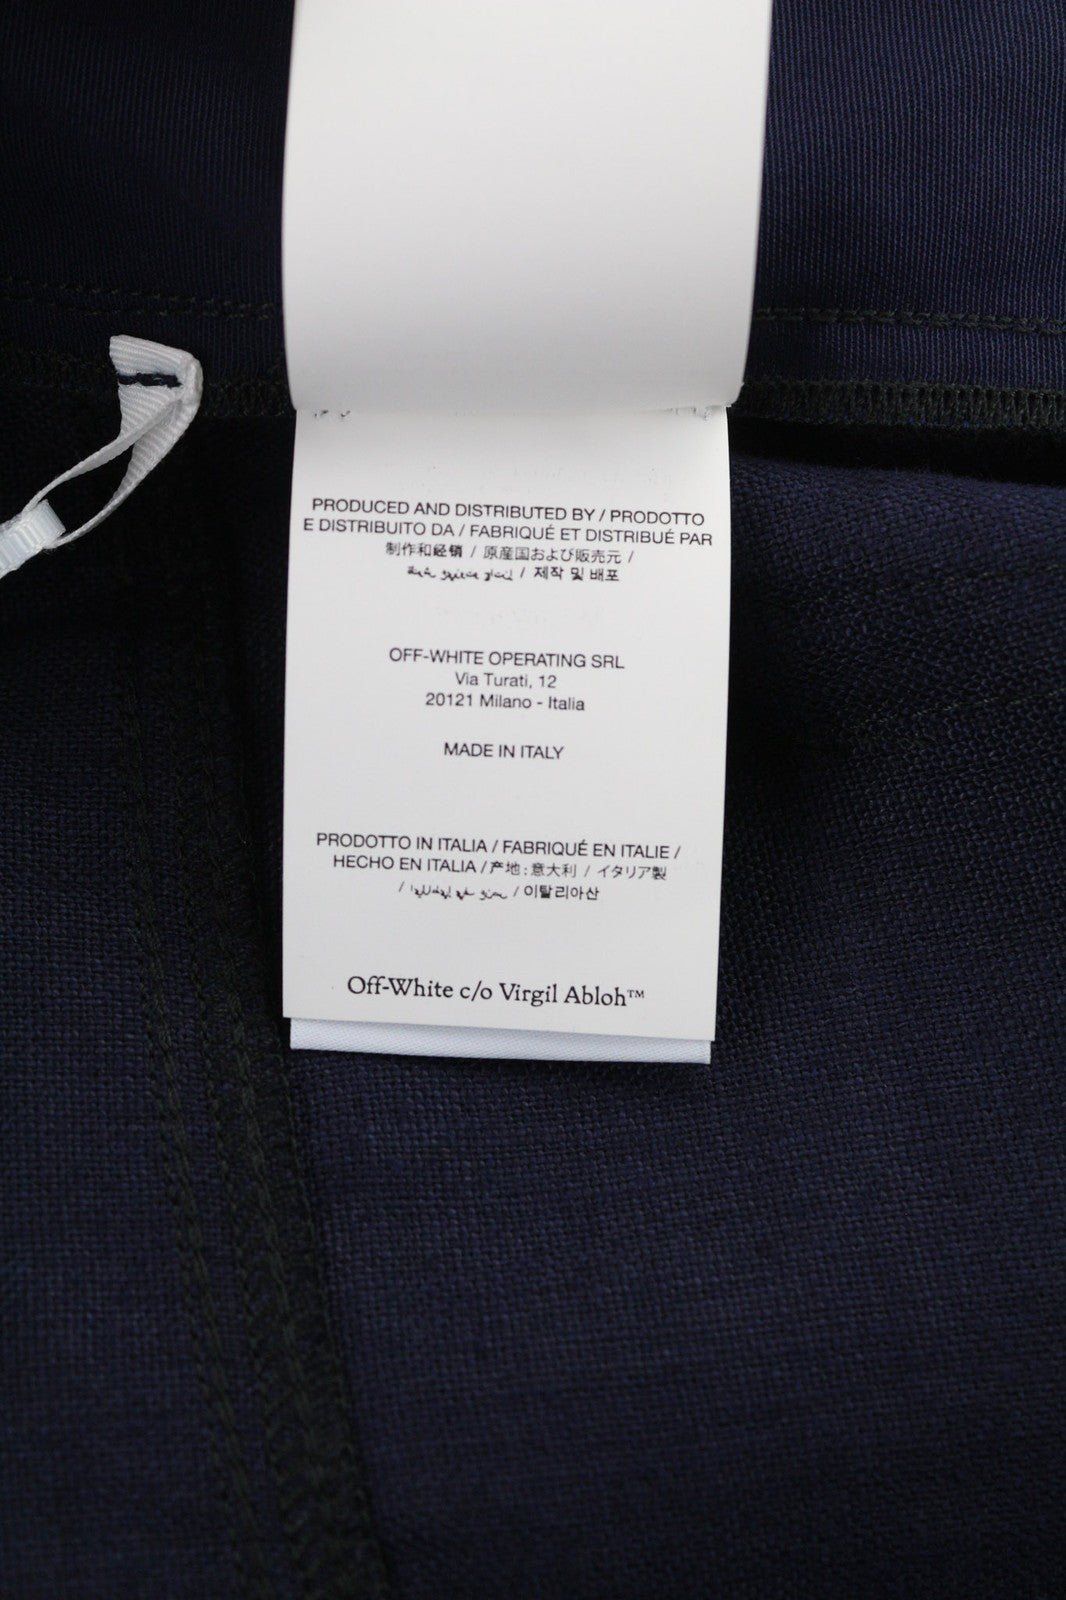 PRODUCED AND DISTRIBUTED BY / PRODOTTO
E DISTRIBUITO DA / FABRIQUÉ ET DISTRIBUÉ PAR
制作和经销 / 原産国および販売元 /
/ 제작 및 배포
OFF-WHITE OPERATING SRL
Via Turati, 12
20121 Milano - Italia
MADE IN ITALY
PRODOTTO IN ITALIA / FABRIQUÉ EN ITALIE /
HECHO EN ITALIA / 产地:意大利 / イタリア製
/ / 이탈리아산
Off-White c/o Virgil Abloh™